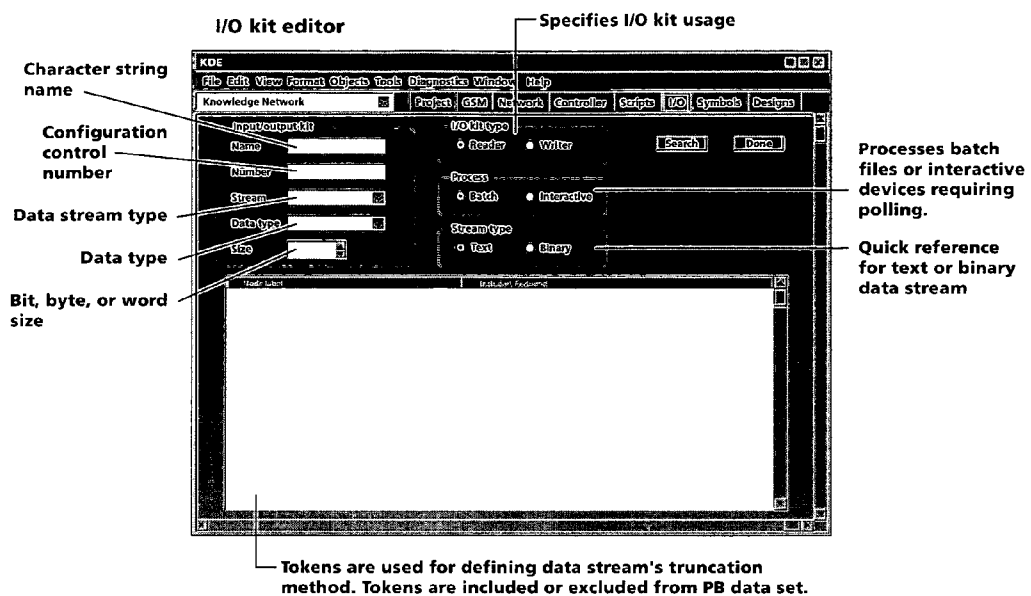 I/O kit editor
Specifies I/O kit usage
Character string
name
Configuration
control
number
Data stream type
Data type
Bit, byte, or word
size
KDE
File Edit View Format Objects Tools Diagnostics Window Help
Knowledge Network
Project GSM Network Controller Scripts I/O Symbols Designs
Input/output kit
Name
Number
Stream
Data type
Size
I/O kit type
Reader Writer
Process
Batch Interactive
Stream type
Text Binary
Search Done
Processes batch
files or interactive
devices requiring
polling.
Quick reference
for text or binary
data stream
Label
Tokens are used for defining data stream's truncation
method. Tokens are included or excluded from PB data set.